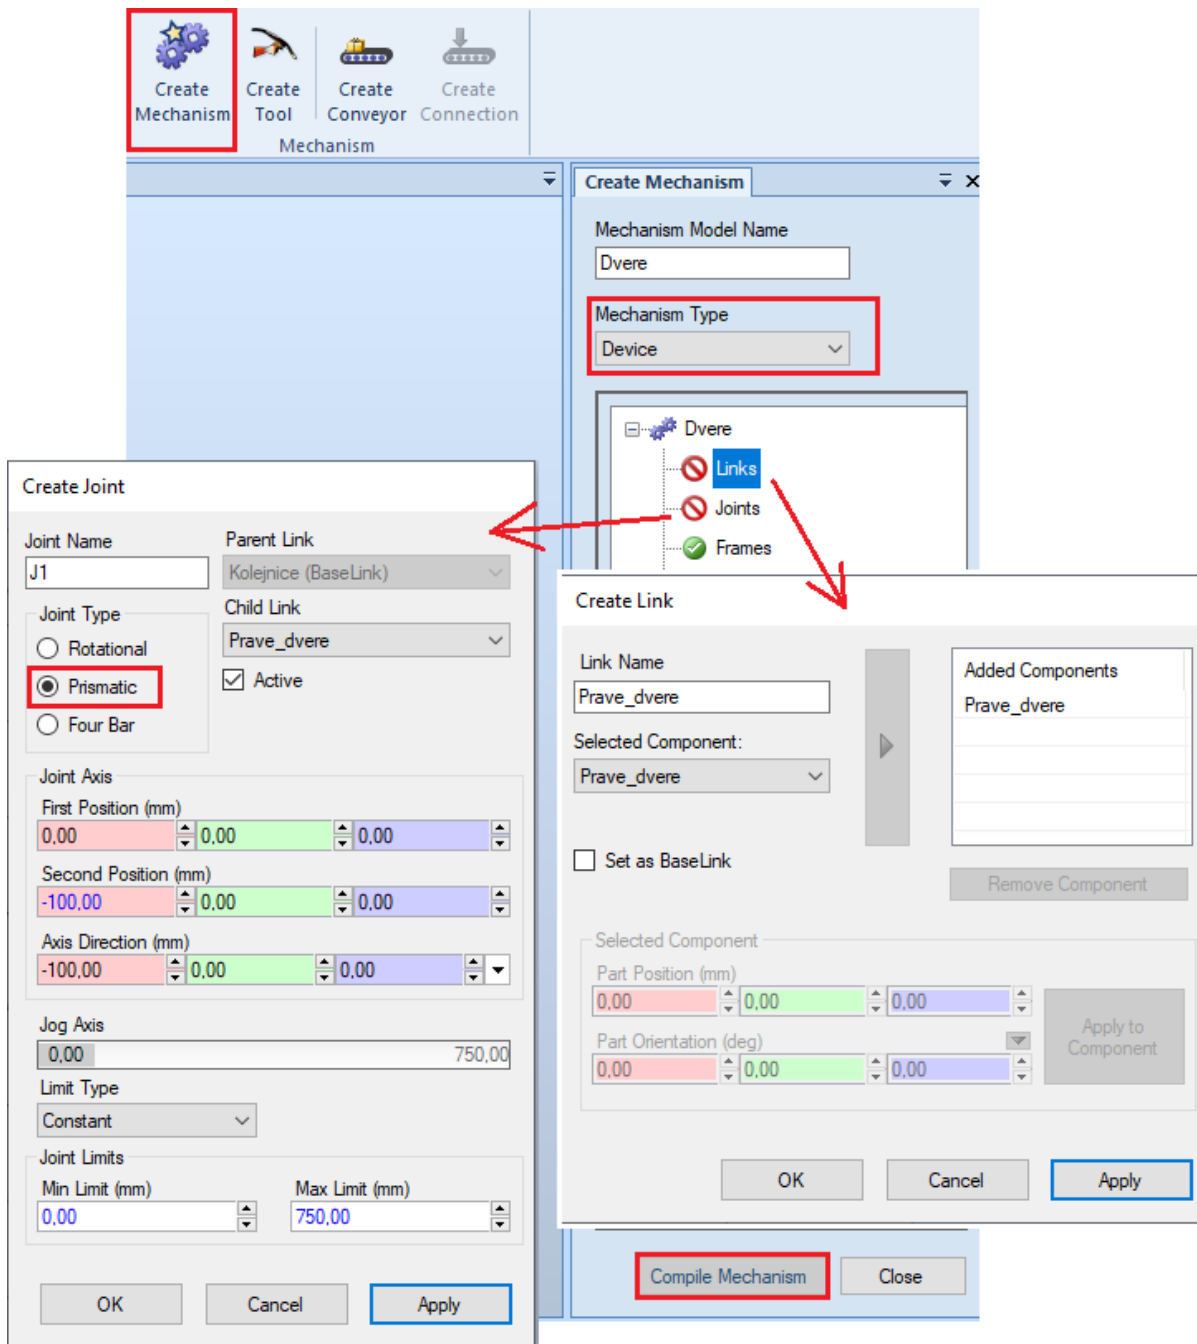 Create Mechanism
Create Tool
Create Conveyor
Create Connection
Mechanism
Create Mechanism
Mechanism Model Name
Dvere
Mechanism Type
Device
Dvere
Links
Joints
Frames
Create Joint
Joint Name
J1
Parent Link
Kolejnice (BaseLink)
Joint Type
Rotational
Prismatic
Four Bar
Child Link
Prave_dvere
Active
Joint Axis
First Position (mm)
0,00 0,00 0,00
Second Position (mm)
-100,00 0,00 0,00
Axis Direction (mm)
-100,00 0,00 0,00
Jog Axis
0,00 750,00
Limit Type
Constant
Joint Limits
Min Limit (mm) Max Limit (mm)
0,00 750,00
OK Cancel Apply
Create Link
Link Name
Prave_dvere
Selected Component:
Prave_dvere
Set as BaseLink
Added Components
Prave_dvere
Remove Component
Selected Component
Part Position (mm)
0,00 0,00 0,00
Part Orientation (deg)
0,00 0,00 0,00
Apply to
Component
OK Cancel Apply
Compile Mechanism Close